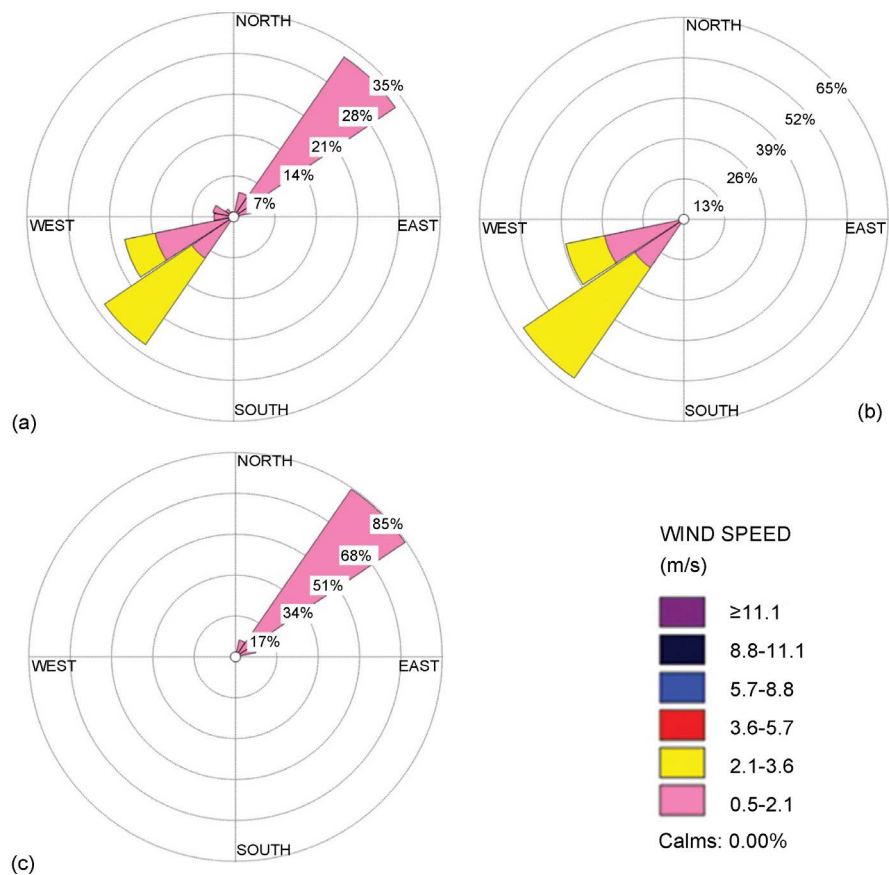 NORTH
35%
28%
21%
14%
7%
WEST
EAST
SOUTH
(a)
NORTH
65%
52%
39%
26%
13%
WEST
EAST
SOUTH
(b)
NORTH
85%
68%
51%
34%
17%
WEST
EAST
SOUTH
(c)
WIND SPEED
(m/s)
≥11.1
8.8-11.1
5.7-8.8
3.6-5.7
2.1-3.6
0.5-2.1
Calms: 0.00%